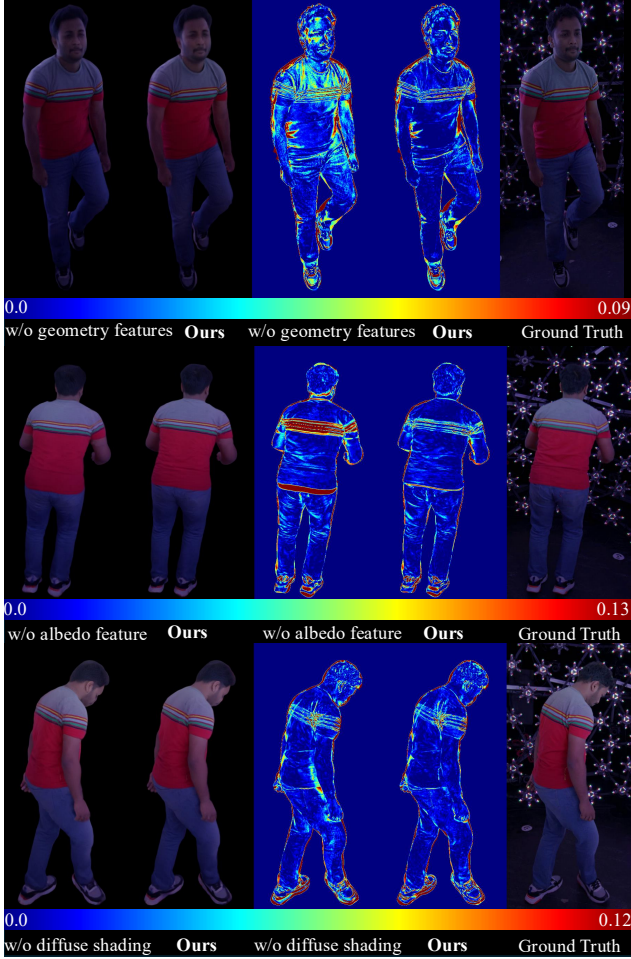 0.0 0.09
w/o geometry features Ours w/o geometry features Ours Ground Truth
0.0 0.13
w/o albedo feature Ours w/o albedo feature Ours Ground Truth
0.0 0.12
w/o diffuse shading Ours w/o diffuse shading Ours Ground Truth